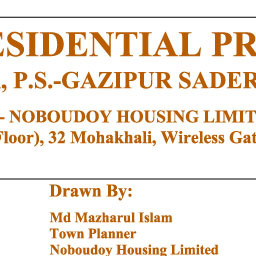 ESIDENTIAL PR
, P.S.-GAZIPUR SADER
- NOBOUDOY HOUSING LIMIT
Floor), 32 Mohakhali, Wireless Gat
Drawn By:
Md Mazharul Islam
Town Planner
Noboudoy Housing Limited